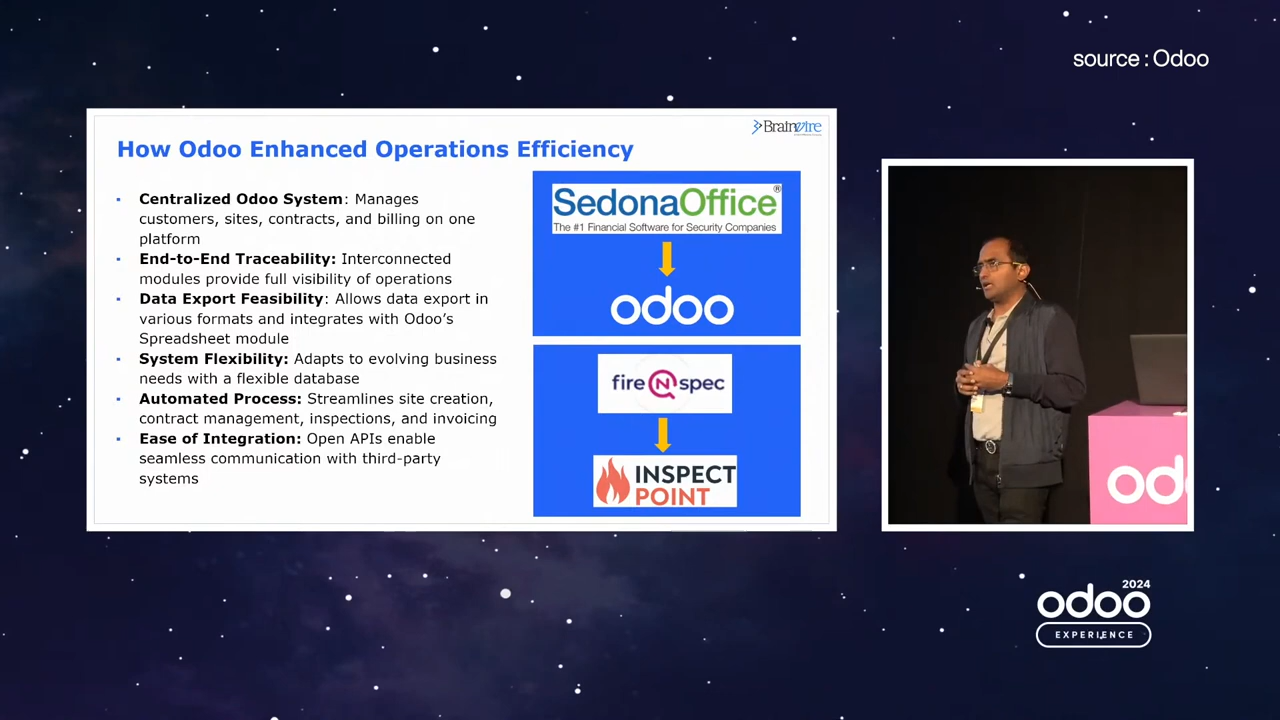 source : Odoo
Brainvire
How Odoo Enhanced Operations Efficiency
▪ Centralized Odoo System: Manages
customers, sites, contracts, and billing on one
platform
▪ End-to-End Traceability: Interconnected
modules provide full visibility of operations
▪ Data Export Feasibility: Allows data export in
various formats and integrates with Odoo’s
Spreadsheet module
▪ System Flexibility: Adapts to evolving business
needs with a flexible database
▪ Automated Process: Streamlines site creation,
contract management, inspections, and invoicing
▪ Ease of Integration: Open APIs enable
seamless communication with third-party
systems
SedonaOffice®
The #1 Financial Software for Security Companies
odoo
fire N spec
INSPECT
POINT
od
2024
odoo
EXPERIENCE